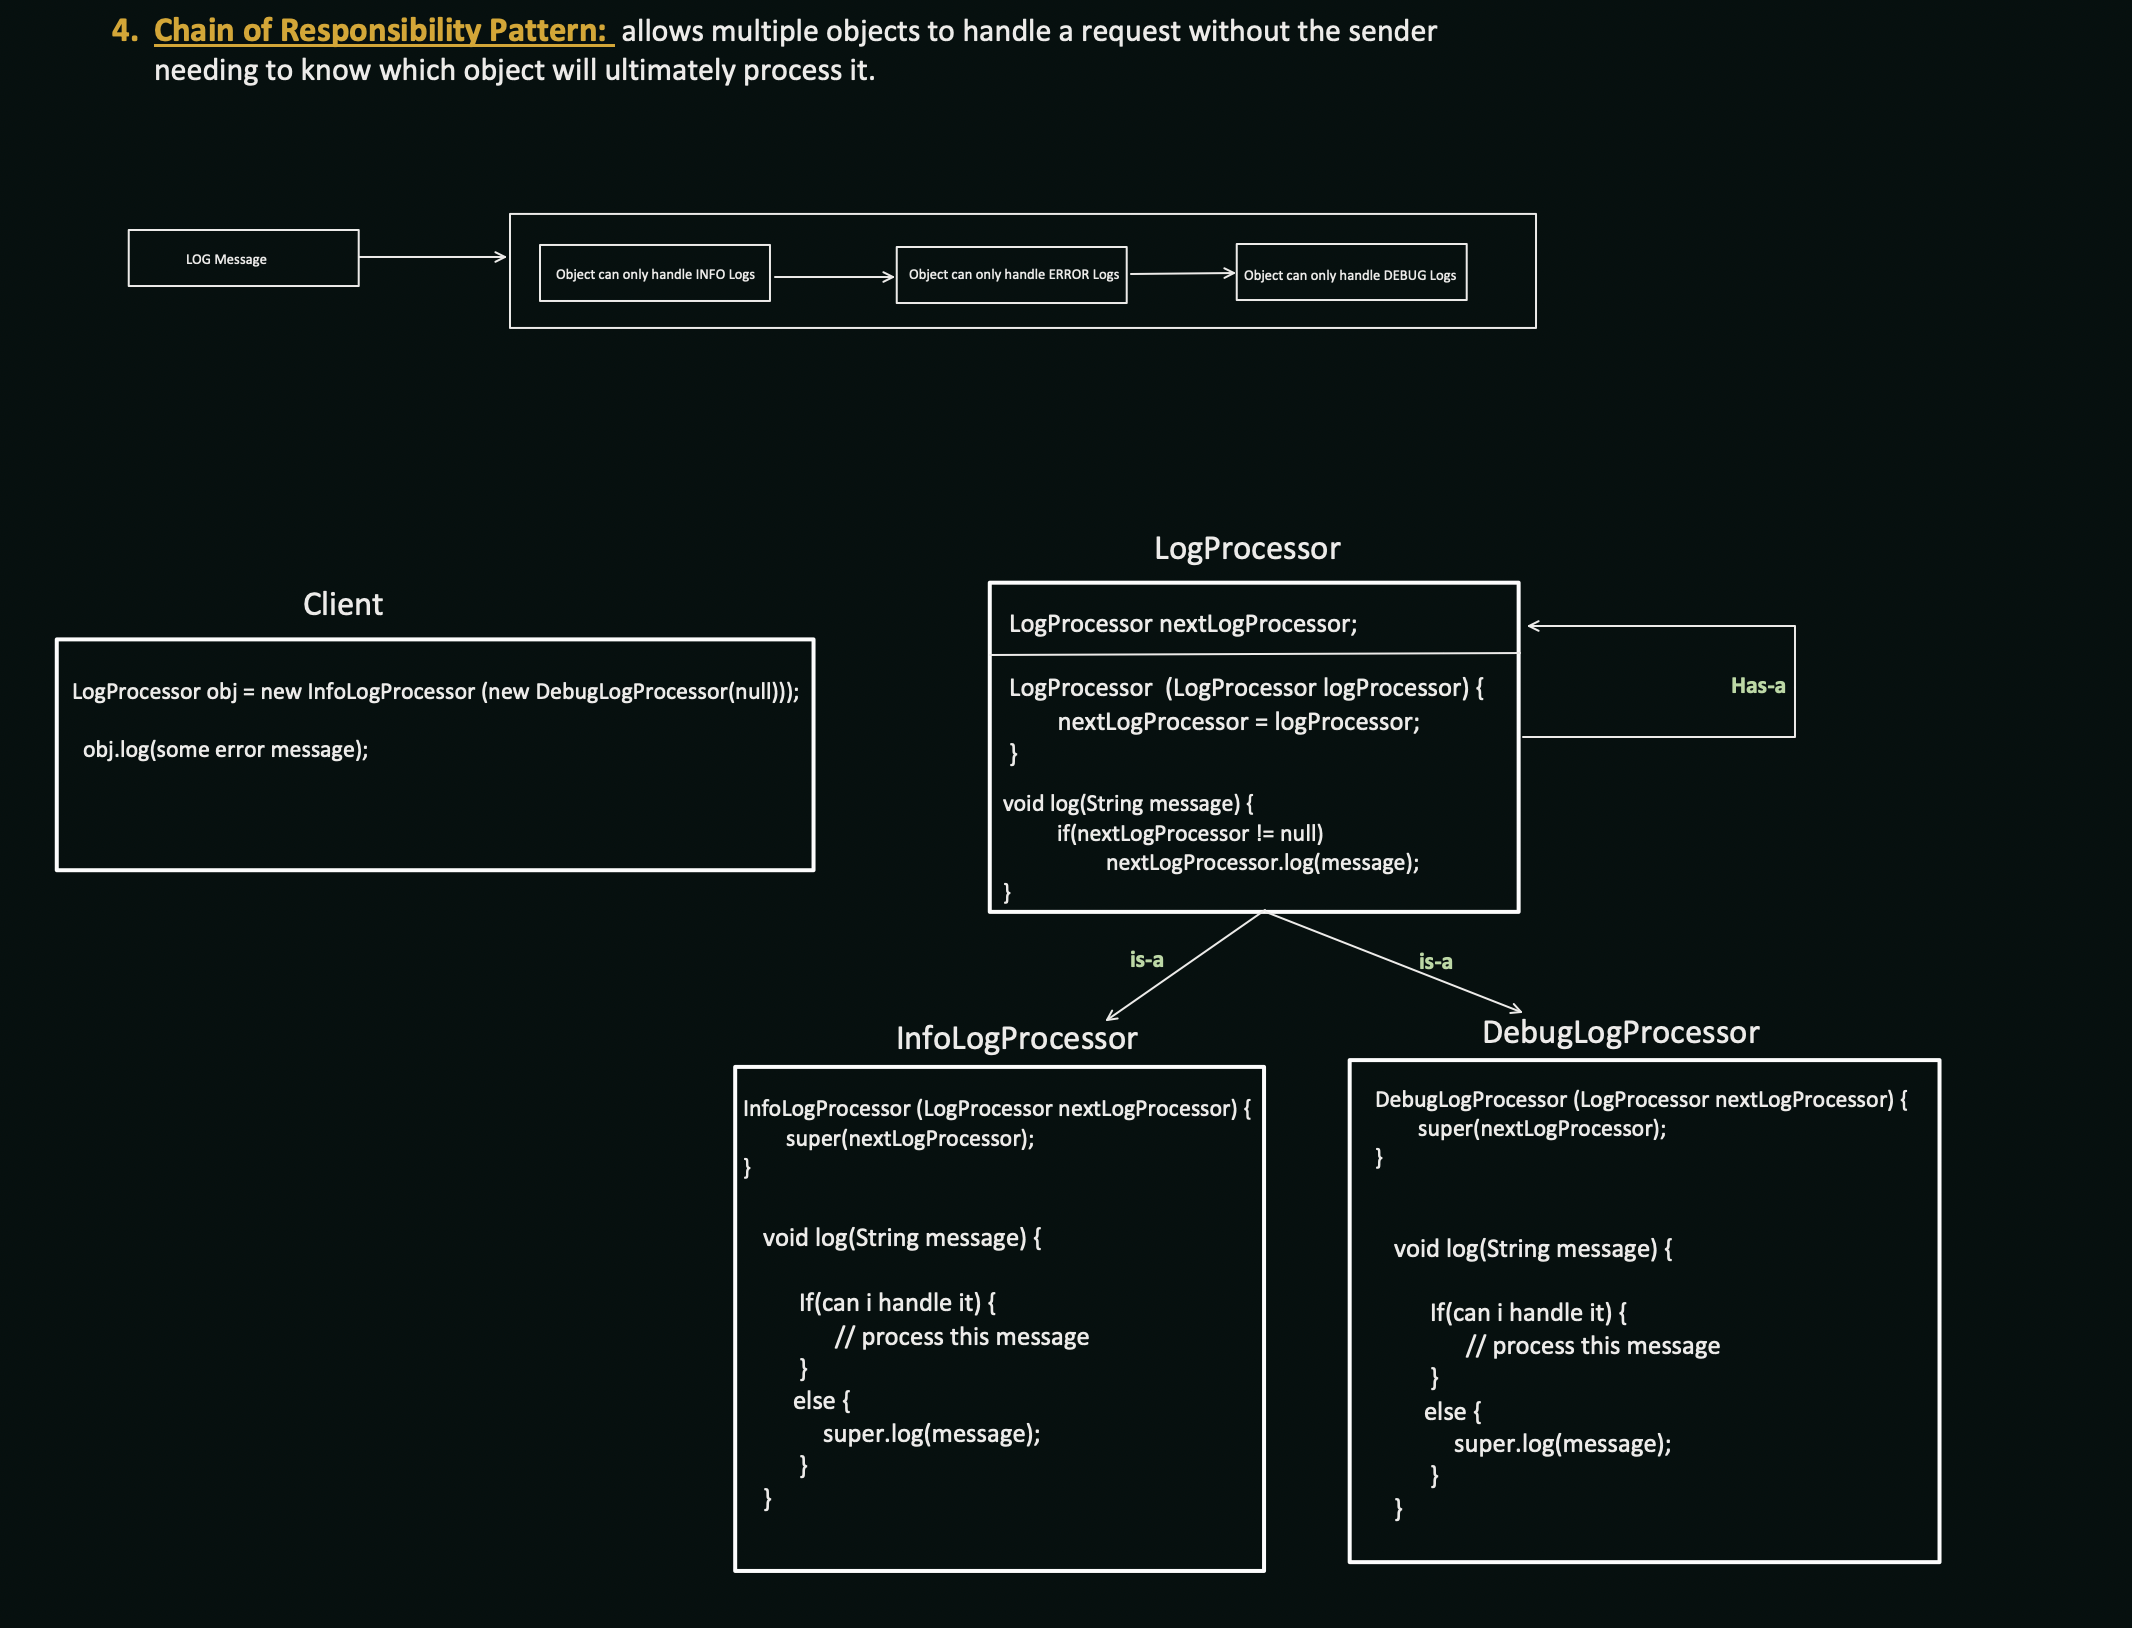 4. Chain of Responsibility Pattern: allows multiple objects to handle a request without the sender
needing to know which object will ultimately process it.
LOG Message
Object can only handle INFO Logs
Object can only handle ERROR Logs
Object can only handle DEBUG Logs
Client
LogProcessor obj = new InfoLogProcessor (new DebugLogProcessor(null)));
obj.log(some error message);
LogProcessor
LogProcessor nextLogProcessor;
LogProcessor (LogProcessor logProcessor) {
nextLogProcessor = logProcessor;
}
void log(String message) {
if(nextLogProcessor != null)
nextLogProcessor.log(message);
}
Has-a
is-a
is-a
InfoLogProcessor
InfoLogProcessor (LogProcessor nextLogProcessor) {
super(nextLogProcessor);
}
void log(String message) {
If(can i handle it) {
// process this message
}
else {
super.log(message);
}
}
DebugLogProcessor
DebugLogProcessor (LogProcessor nextLogProcessor) {
super(nextLogProcessor);
}
void log(String message) {
If(can i handle it) {
// process this message
}
else {
super.log(message);
}
}